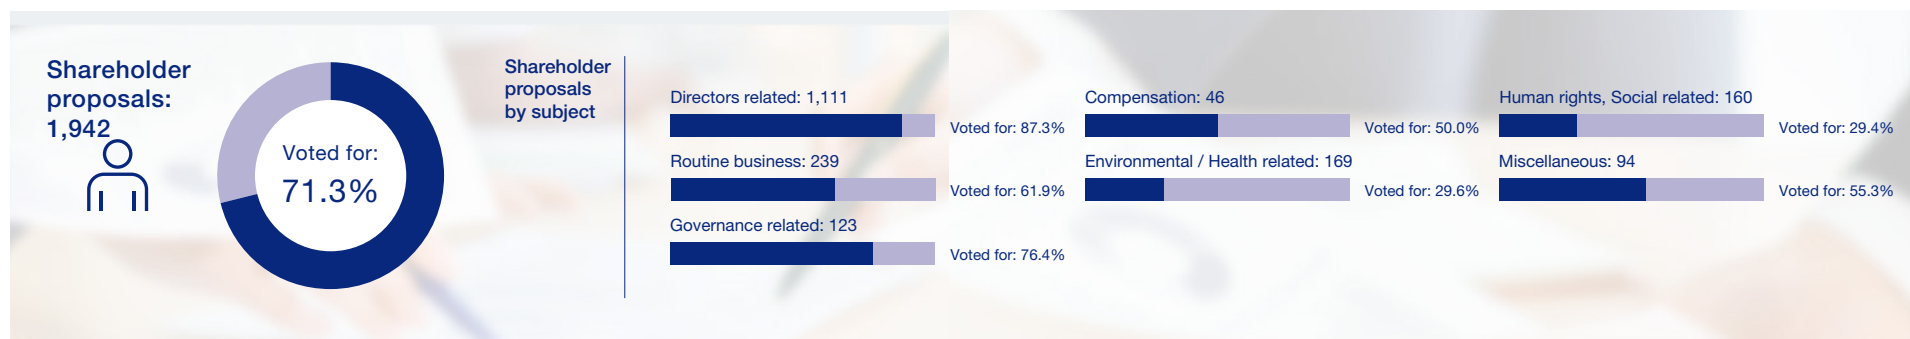 Shareholder
proposals:
1,942
Voted for:
71.3%
Shareholder
proposals
by subject
Directors related: 1,111
Voted for: 87.3%
Routine business: 239
Voted for: 61.9%
Governance related: 123
Voted for: 76.4%
Compensation: 46
Voted for: 50.0%
Environmental / Health related: 169
Voted for: 29.6%
Human rights, Social related: 160
Voted for: 29.4%
Miscellaneous: 94
Voted for: 55.3%